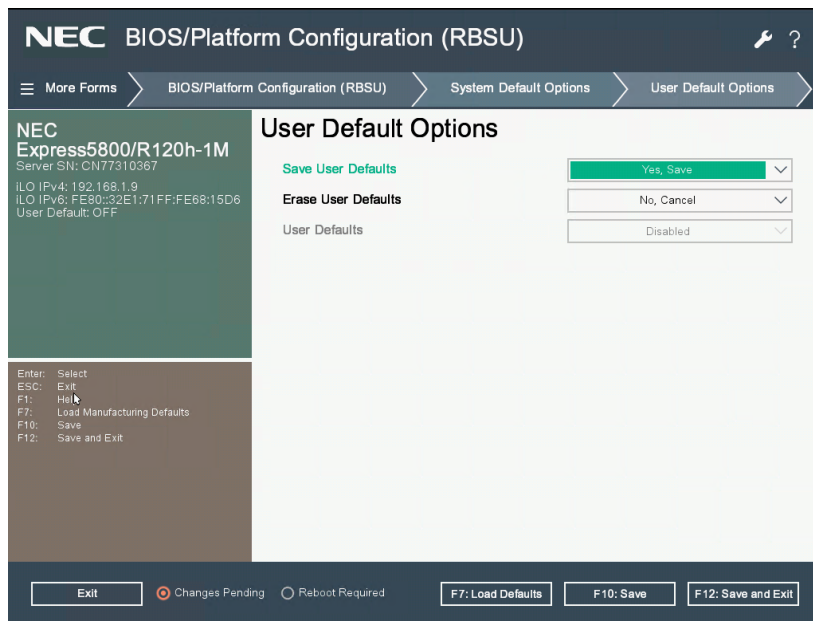 NEC BIOS/Platform Configuration (RBSU)
?
More Forms BIOS/Platform Configuration (RBSU) System Default Options User Default Options
NEC
Express5800/R120h-1M
Server SN: CN77310367
iLO IPv4: 192.168.1.9
iLO IPv6: FE80::32E1:71FF:FE68:15D6
User Default: OFF
User Default Options
Save User Defaults Yes, Save
Erase User Defaults No, Cancel
User Defaults Disabled
Enter: Select
ESC: Exit
F1: Help
F7: Load Manufacturing Defaults
F10: Save
F12: Save and Exit
Exit Changes Pending Reboot Required F7: Load Defaults F10: Save F12: Save and Exit